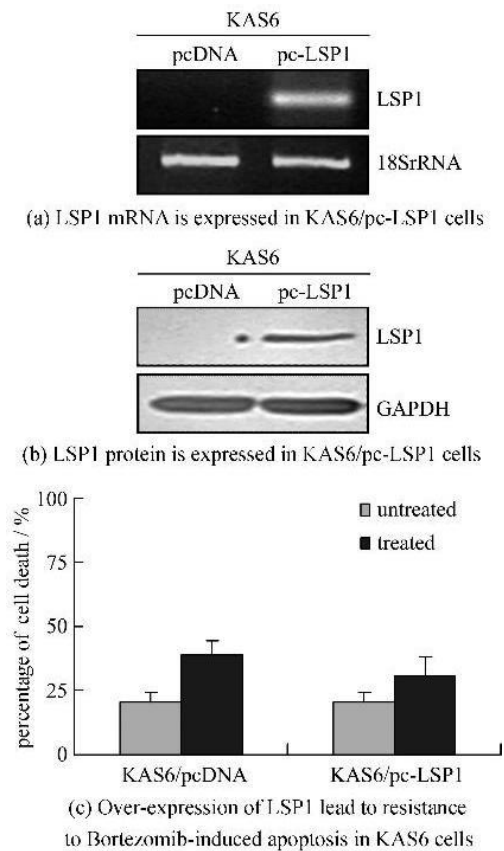 KAS6
pcDNA pc-LSP1
LSP1
18SrRNA
(a) LSP1 mRNA is expressed in KAS6/pc-LSP1 cells
KAS6
pcDNA pc-LSP1
LSP1
GAPDH
(b) LSP1 protein is expressed in KAS6/pc-LSP1 cells
percentage of cell death / %
100
75
50
25
0
untreated
treated
KAS6/pcDNA KAS6/pc-LSP1
(c) Over-expression of LSP1 lead to resistance
to Bortezomib-induced apoptosis in KAS6 cells